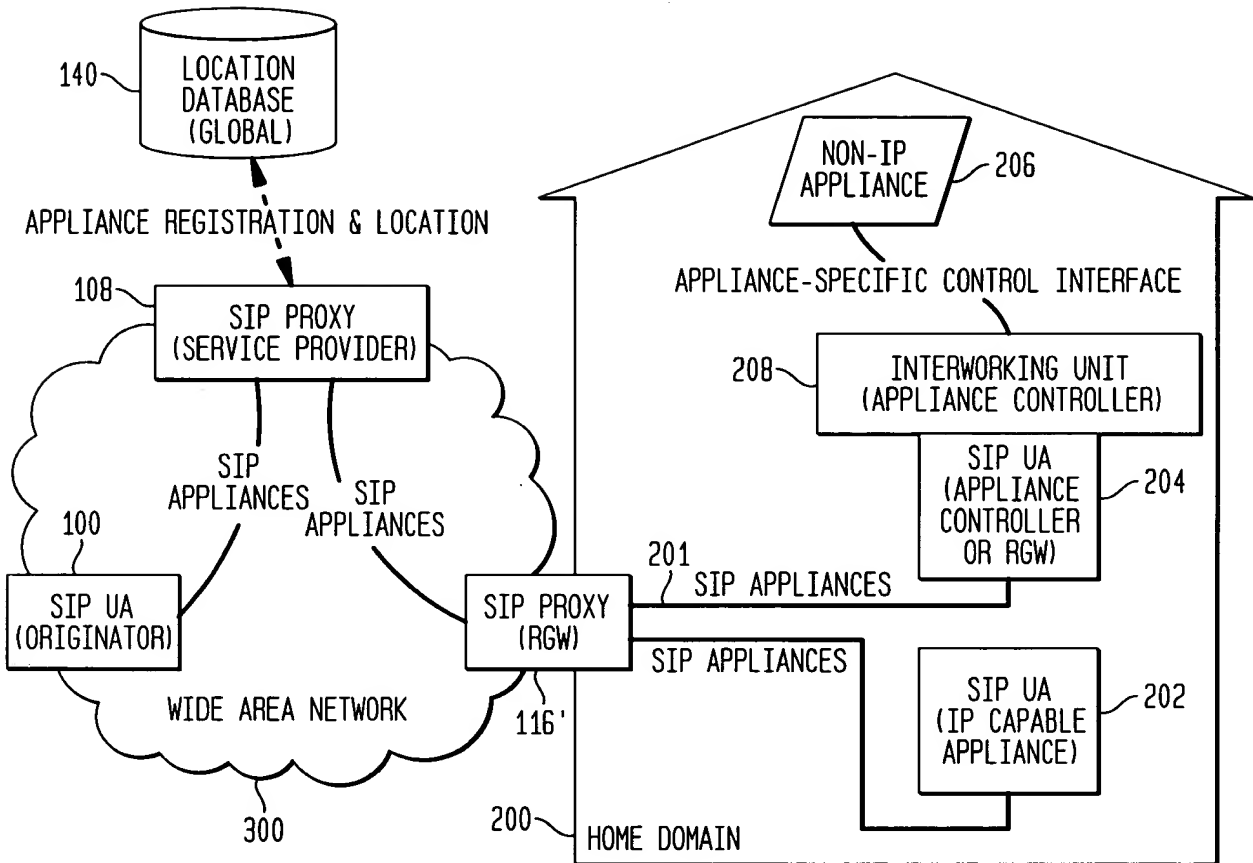 140
LOCATION
DATABASE
(GLOBAL)
APPLIANCE REGISTRATION & LOCATION
108
SIP PROXY
(SERVICE PROVIDER)
SIP
APPLIANCES
SIP
APPLIANCES
100
SIP UA
(ORIGINATOR)
WIDE AREA NETWORK
300
SIP PROXY
(RGW)
116'
NON-IP
APPLIANCE
206
APPLIANCE-SPECIFIC CONTROL INTERFACE
208
INTERWORKING UNIT
(APPLIANCE CONTROLLER)
SIP UA
(APPLIANCE
CONTROLLER
OR RGW)
204
201
SIP APPLIANCES
SIP APPLIANCES
SIP UA
(IP CAPABLE
APPLIANCE)
202
200
HOME DOMAIN